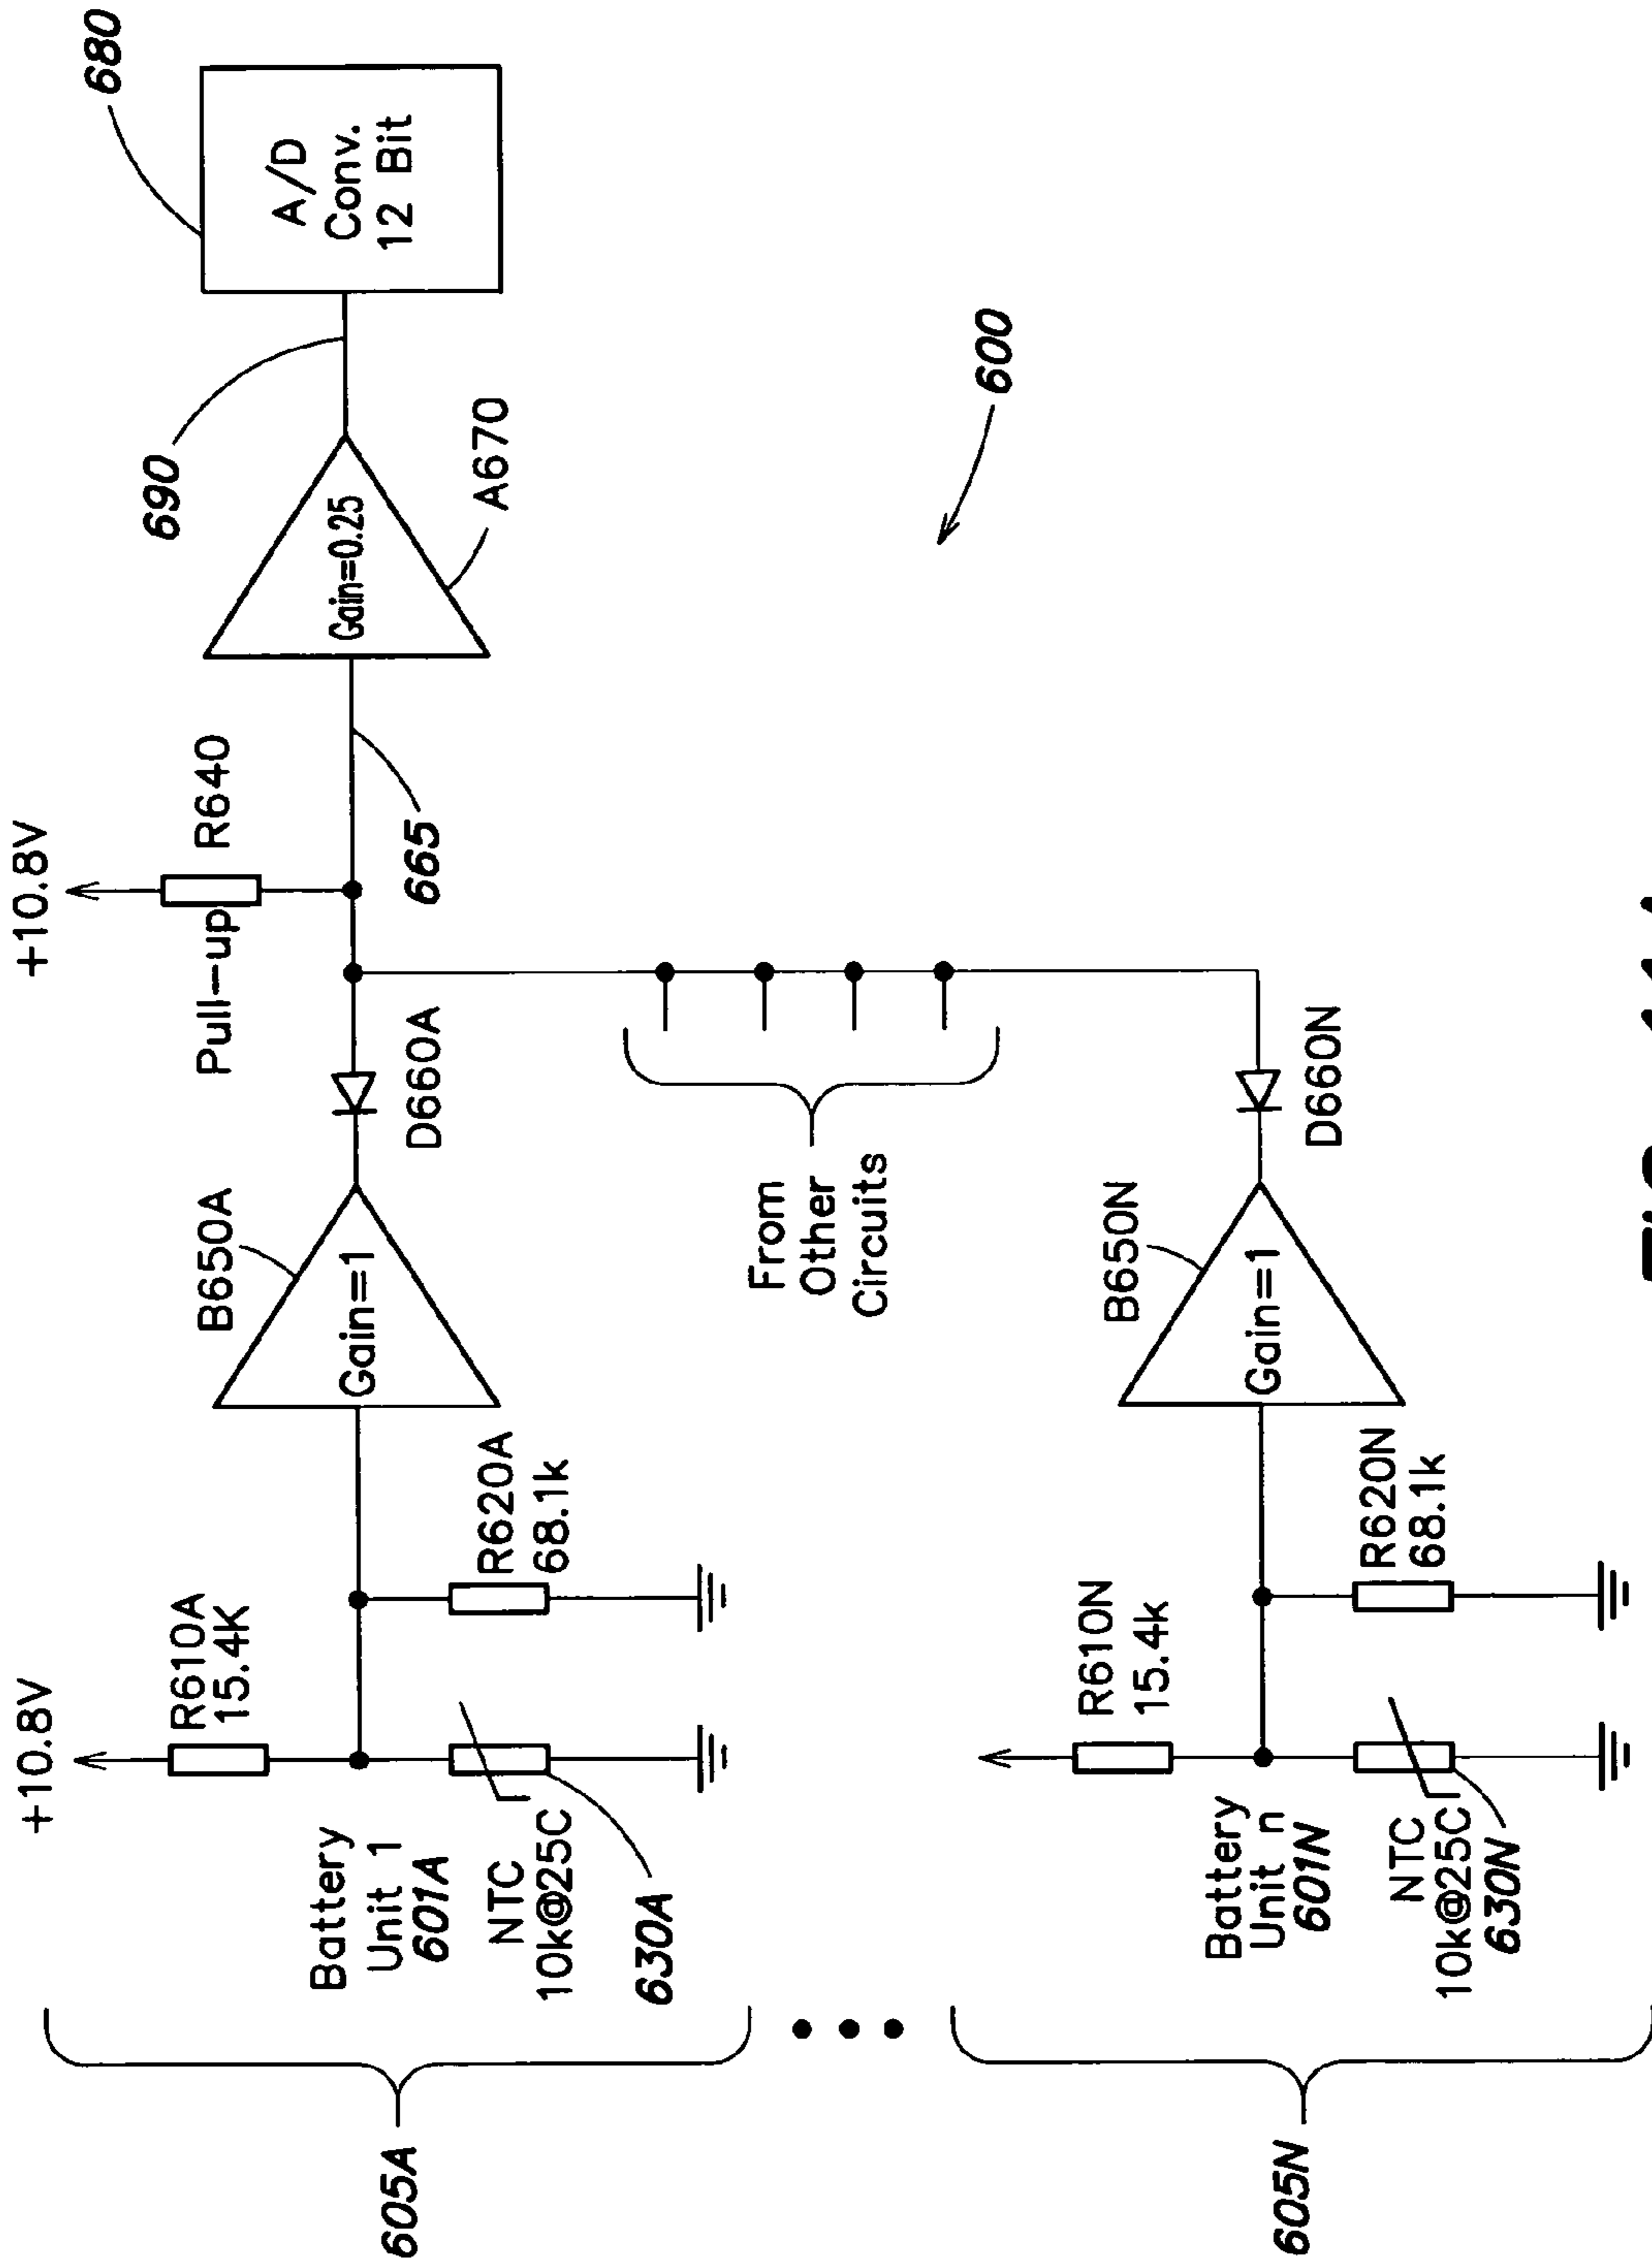 +10.8V
R610A
15.4K
Battery
Unit 1
601A
NTC
10k@25C
630A
R620A
68.1k
605A
B650A
Gain=1
D660A
+10.8V
Pull-up
R640
665
690
Gain=0.25
A670
680
A/D
Conv.
12 Bit
From
Other
Circuits
600
R610N
15.4k
Battery
Unit n
601N
NTC
10k@25C
630N
R620N
68.1k
605N
B650N
Gain=1
D660N